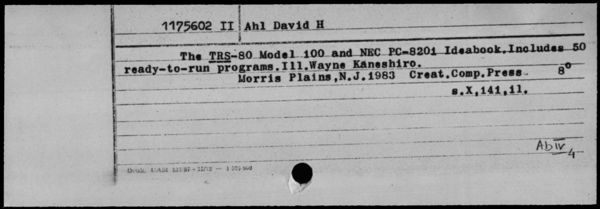 1175602 II Ahl David H
The TRS-80 Model 100 and NEC PC-8201 Ideabook.Includes 50
ready-to-run programs.Ill.Wayne Kaneshiro.
Morris Plains,N.J.1983 Creat.Comp.Press 8°
s.X,141,il.
Ab IV 4